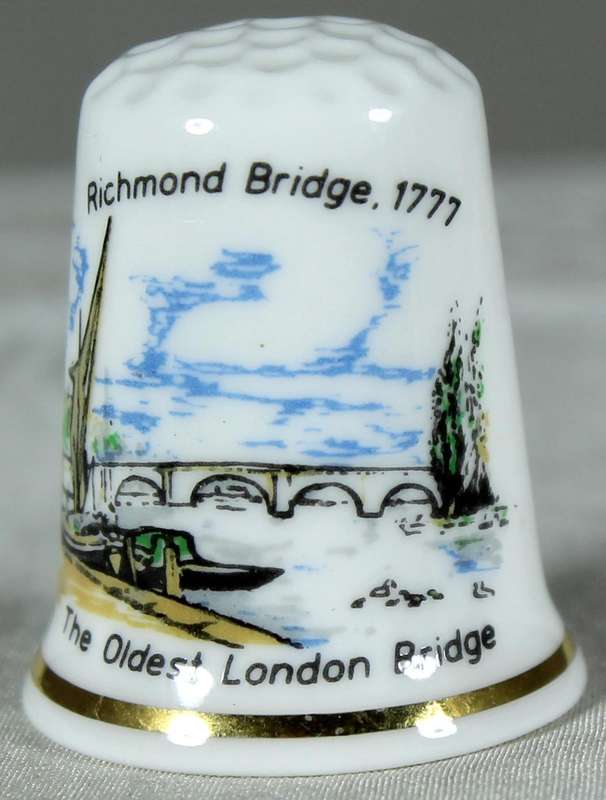 Richmond Bridge, 1777
The Oldest London Bridge